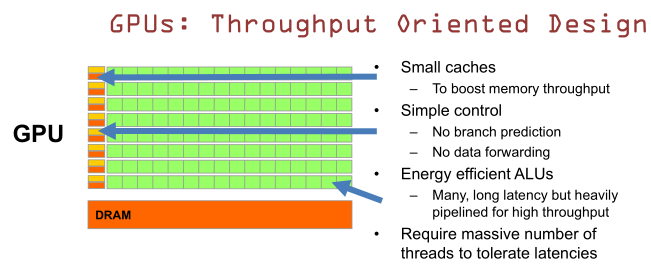 GPUs: Throughput Oriented Design
GPU
DRAM
• Small caches
– To boost memory throughput
• Simple control
– No branch prediction
– No data forwarding
• Energy efficient ALUs
– Many, long latency but heavily
pipelined for high throughput
• Require massive number of
threads to tolerate latencies